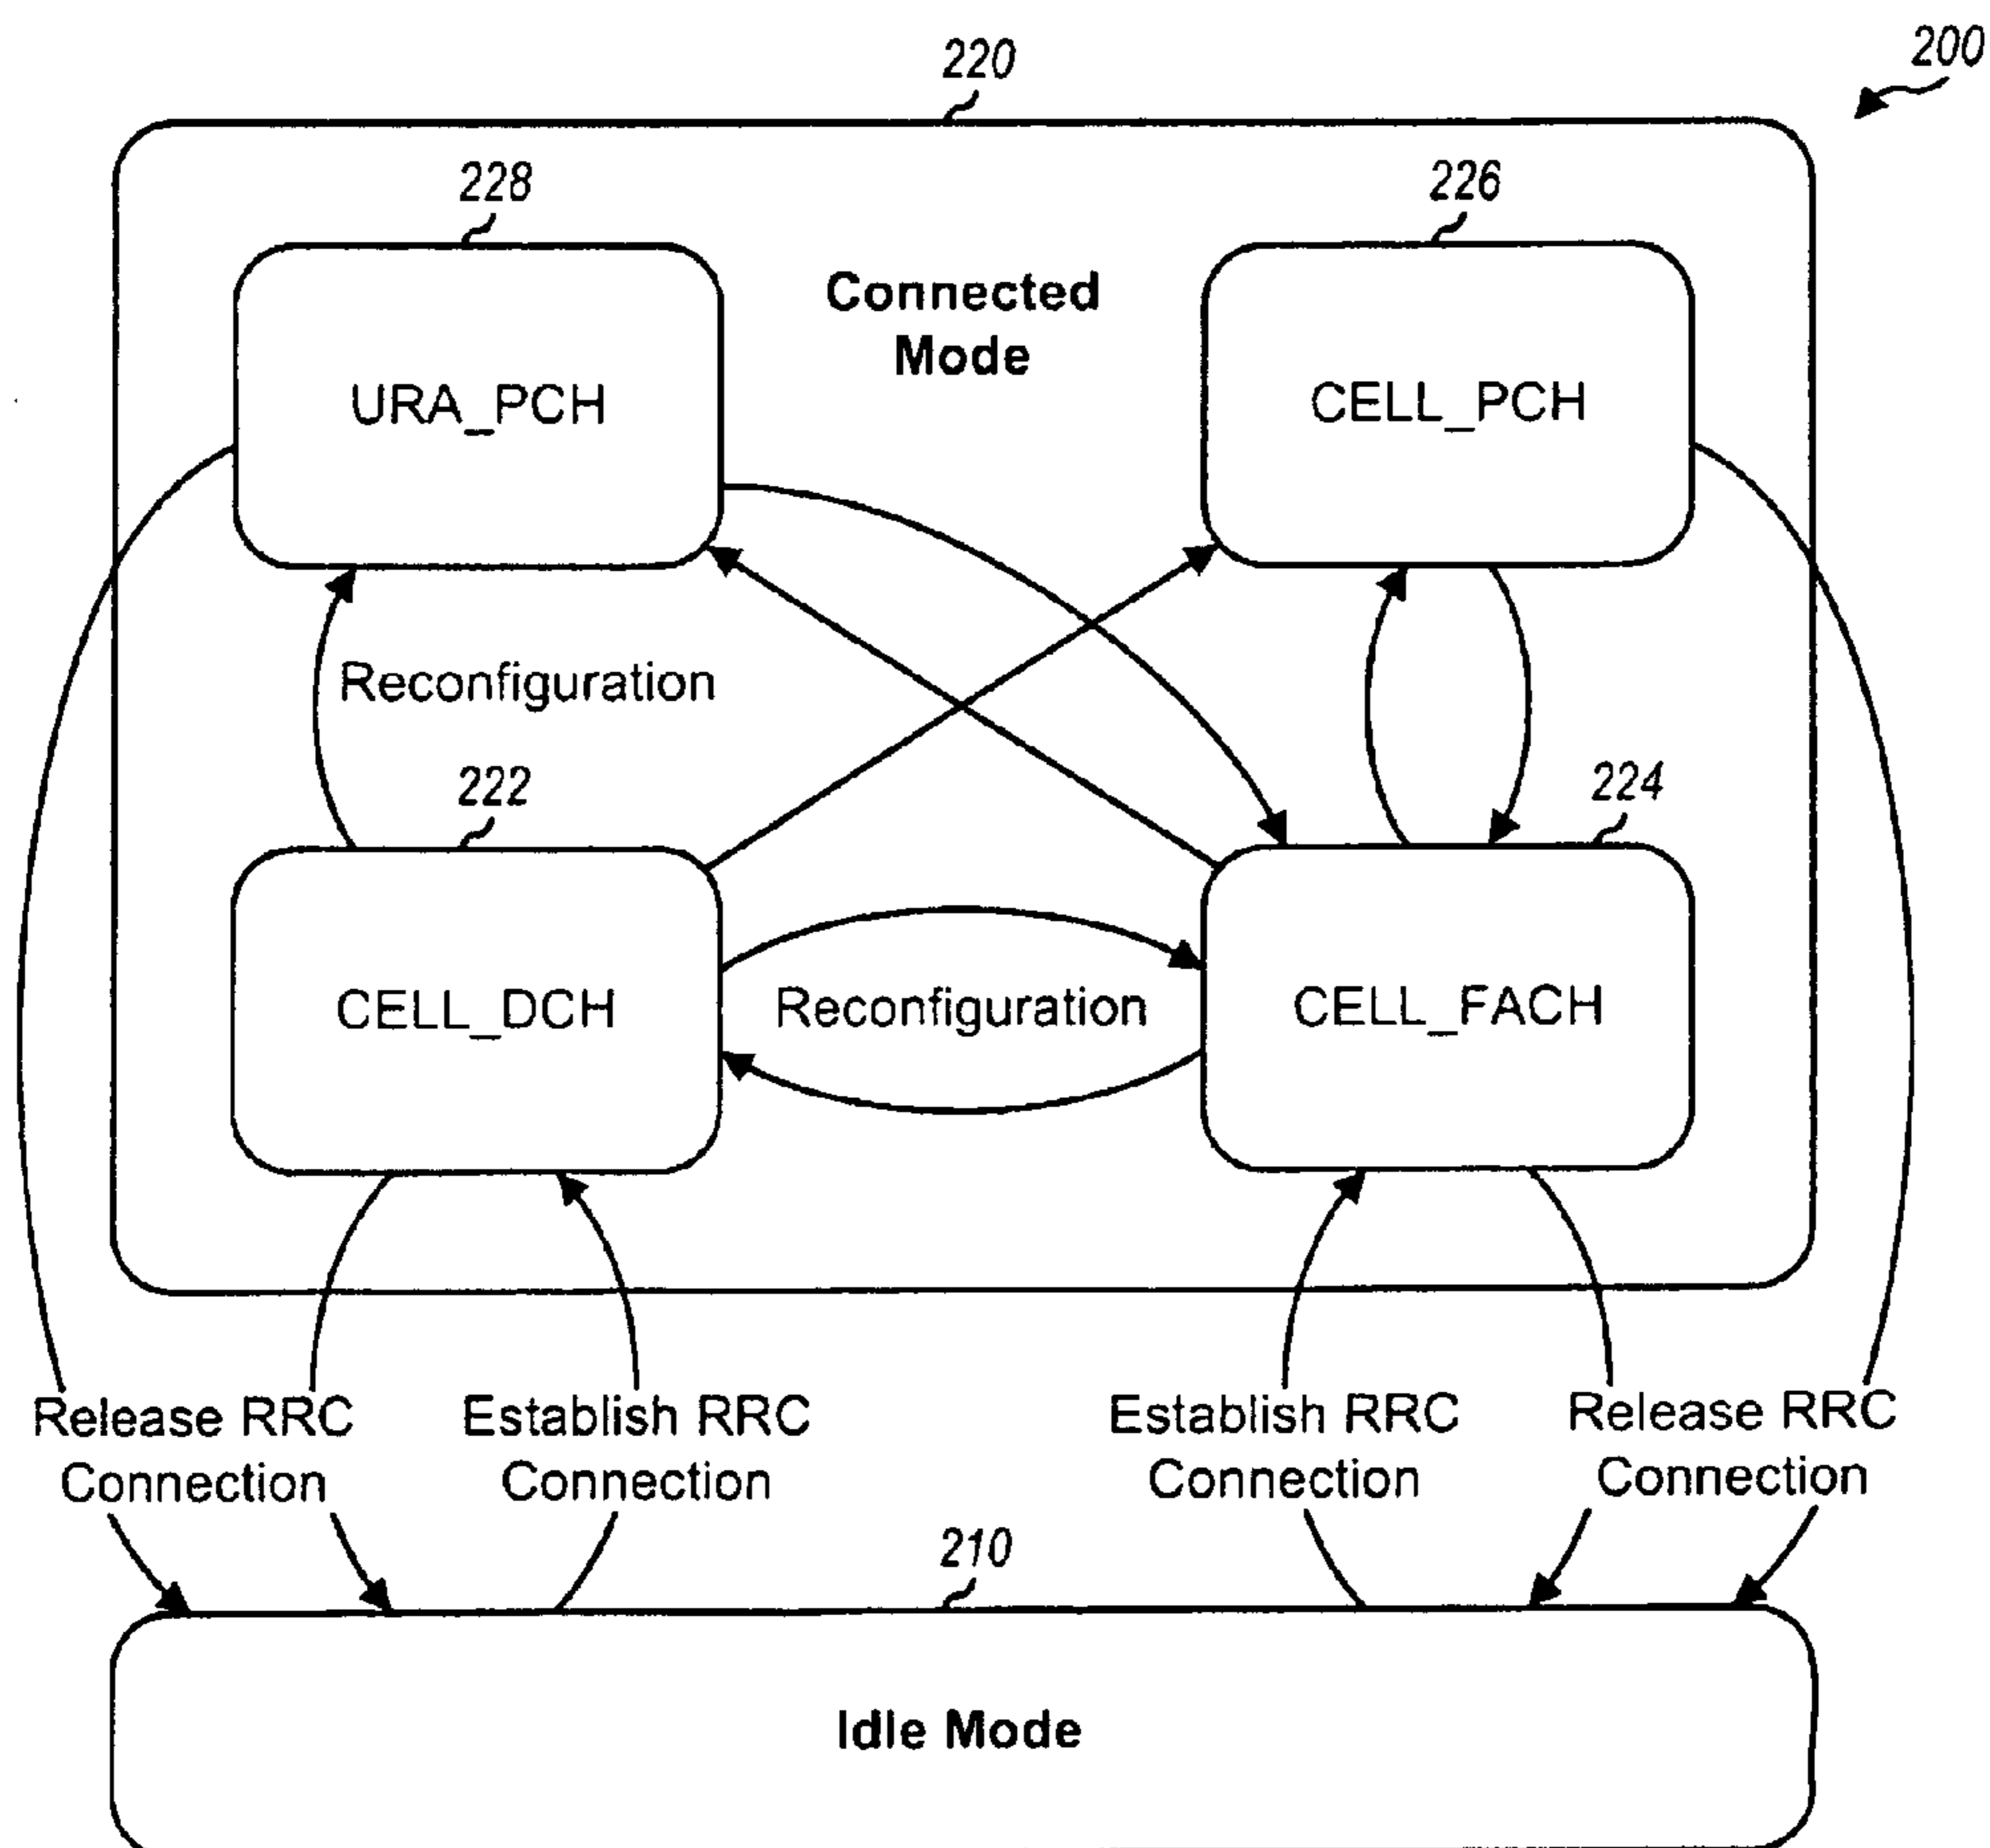 200
220
228
226
Connected
Mode
URA_PCH
CELL_PCH
Reconfiguration
222
224
CELL_DCH
Reconfiguration
CELL_FACH
Release RRC
Connection
Establish RRC
Connection
Establish RRC
Connection
Release RRC
Connection
210
Idle Mode